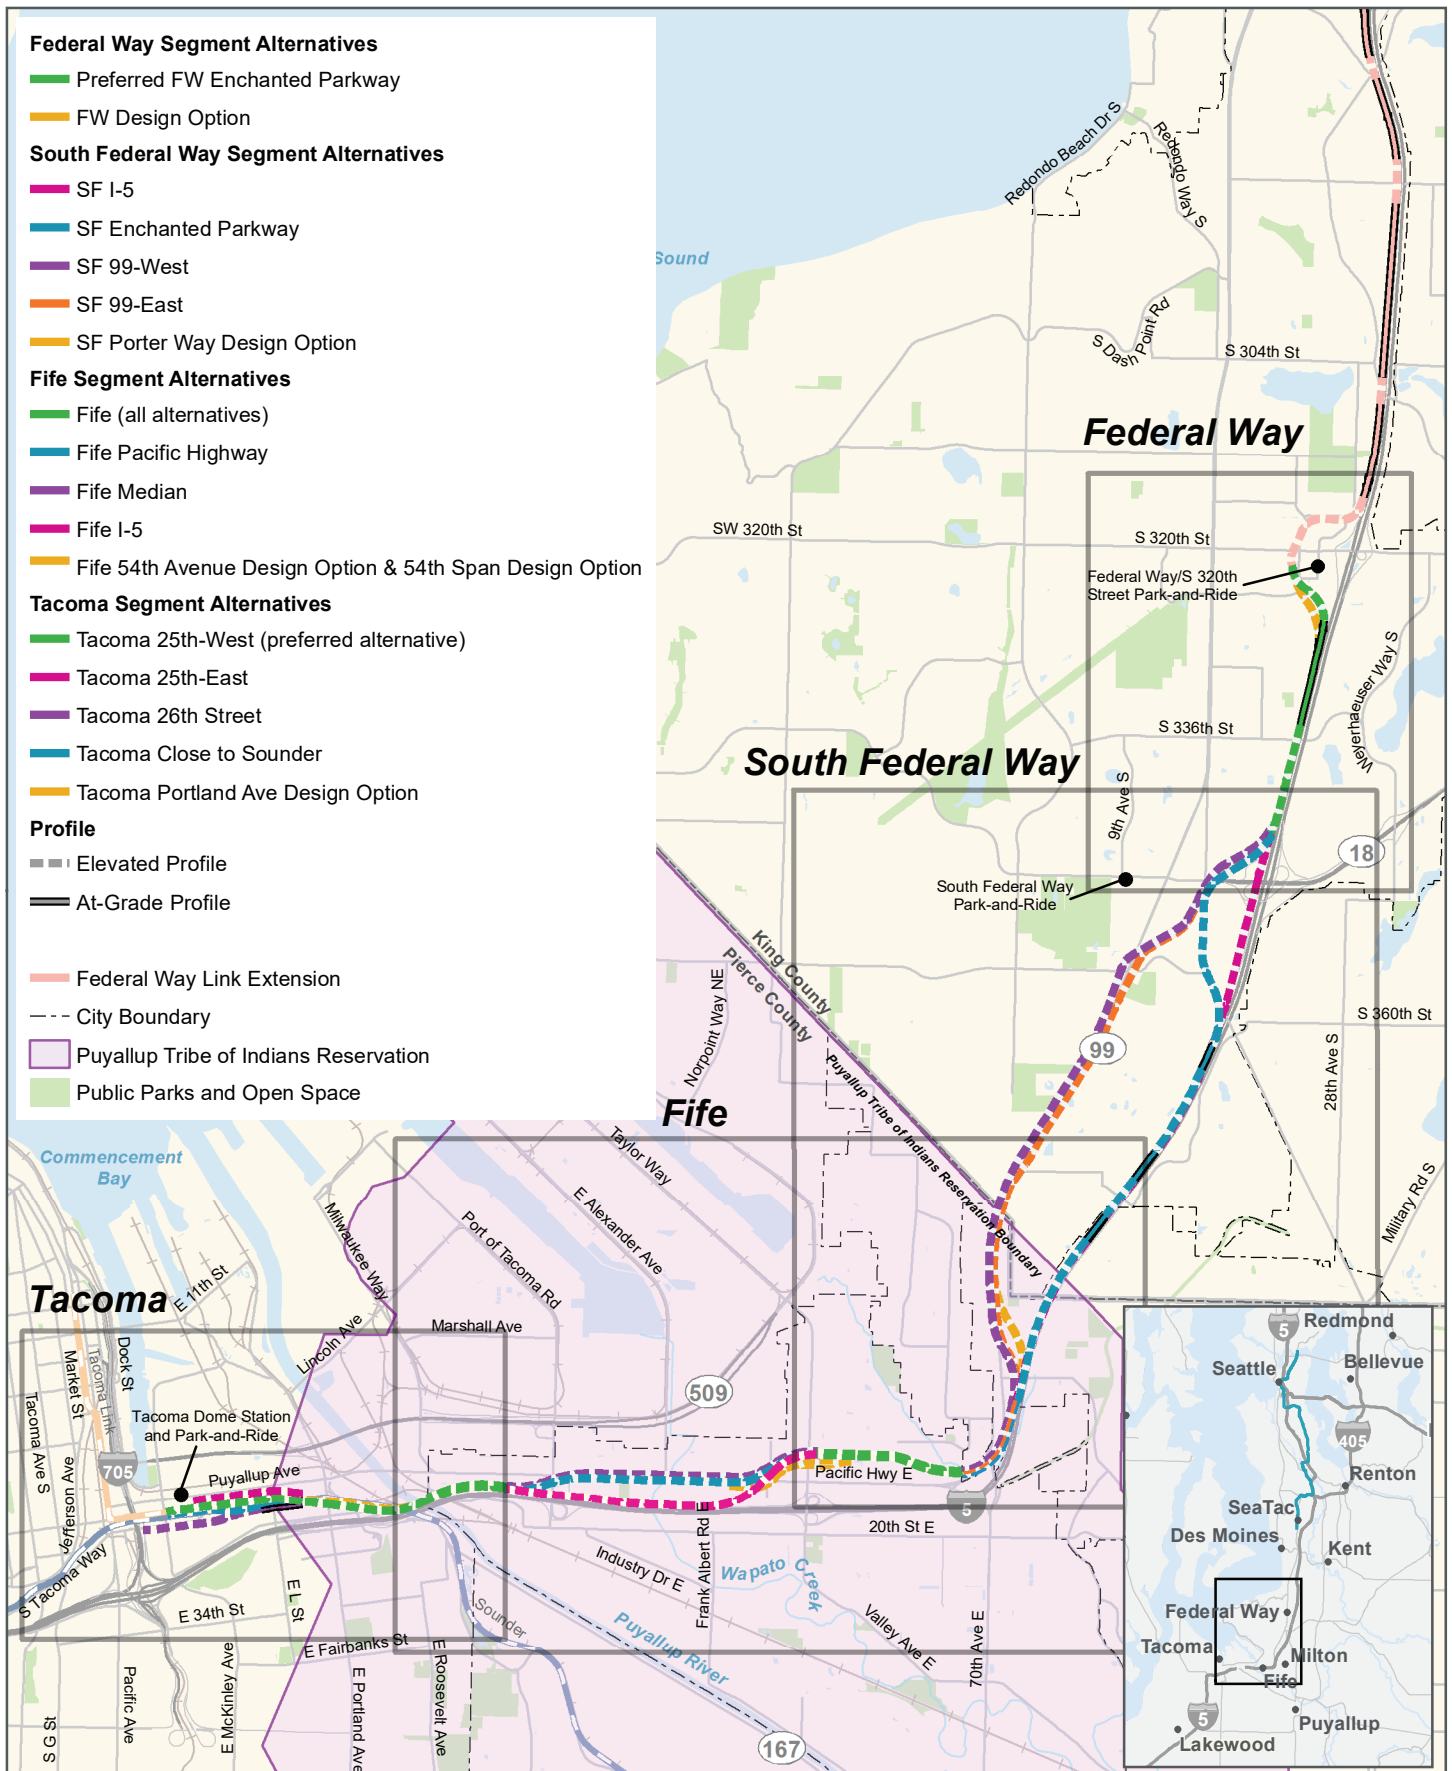 Federal Way Segment Alternatives
Preferred FW Enchanted Parkway
FW Design Option
South Federal Way Segment Alternatives
SF I-5
SF Enchanted Parkway
SF 99-West
SF 99-East
SF Porter Way Design Option
Fife Segment Alternatives
Fife (all alternatives)
Fife Pacific Highway
Fife Median
Fife I-5
Fife 54th Avenue Design Option & 54th Span Design Option
Tacoma Segment Alternatives
Tacoma 25th-West (preferred alternative)
Tacoma 25th-East
Tacoma 26th Street
Tacoma Close to Sounder
Tacoma Portland Ave Design Option
Profile
Elevated Profile
At-Grade Profile
Federal Way Link Extension
City Boundary
Puyallup Tribe of Indians Reservation
Public Parks and Open Space
Sound
Redondo Beach Dr S
Redondo Way S
S Dash Point Rd
S 304th St
Federal Way
SW 320th St
S 320th St
Federal Way/S 320th
Street Park-and-Ride
Weyerhaeuser Way S
S 336th St
South Federal Way
9th Ave S
18
South Federal Way
Park-and-Ride
King County
Pierce County
Norpoint Way NE
99
S 360th St
28th Ave S
Puyallup Tribe of Indians Reservation Boundary
Military Rd S
Fife
Commencement
Bay
Taylor Way
E Alexander Ave
Port of Tacoma Rd
Milwaukee Way
Marshall Ave
Lincoln Ave
E 11th St
Tacoma
Dock St
Tacoma Link
Market St
Tacoma Ave S
Jefferson Ave
Tacoma Dome Station
and Park-and-Ride
705
Puyallup Ave
509
Pacific Hwy E
5
20th St E
Frank Albert Rd E
Industry Dr E
Wapato Creek
Valley Ave E
70th Ave E
Sounder
Puyallup River
167
S Tacoma Way
E 34th St
E L St
E Fairbanks St
E Roosevelt Ave
E Portland Ave
E McKinley Ave
Pacific Ave
S G St
5
Redmond
Seattle
Bellevue
405
Renton
SeaTac
Des Moines
Kent
Federal Way
Tacoma
Milton
Fife
5
Puyallup
Lakewood